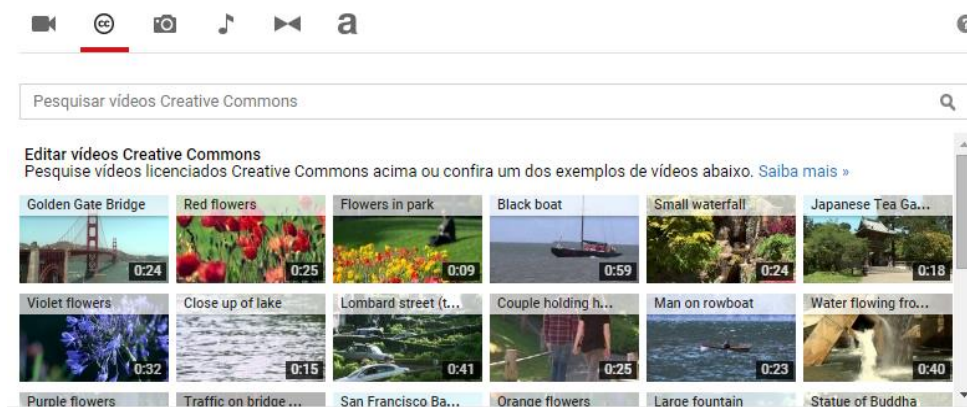 a
Pesquisar vídeos Creative Commons
Editar vídeos Creative Commons
Pesquise vídeos licenciados Creative Commons acima ou confira um dos exemplos de vídeos abaixo. Saiba mais »
Golden Gate Bridge Red flowers Flowers in park Black boat Small waterfall Japanese Tea Ga...
0:24 0:25 0:09 0:59 0:24 0:18
Violet flowers Close up of lake Lombard street (t... Couple holding h... Man on rowboat Water flowing fro...
0:32 0:15 0:41 0:25 0:23 0:40
Purple flowers Traffic on bridge ... San Francisco Ba... Orange flowers Large fountain Statue of Buddha